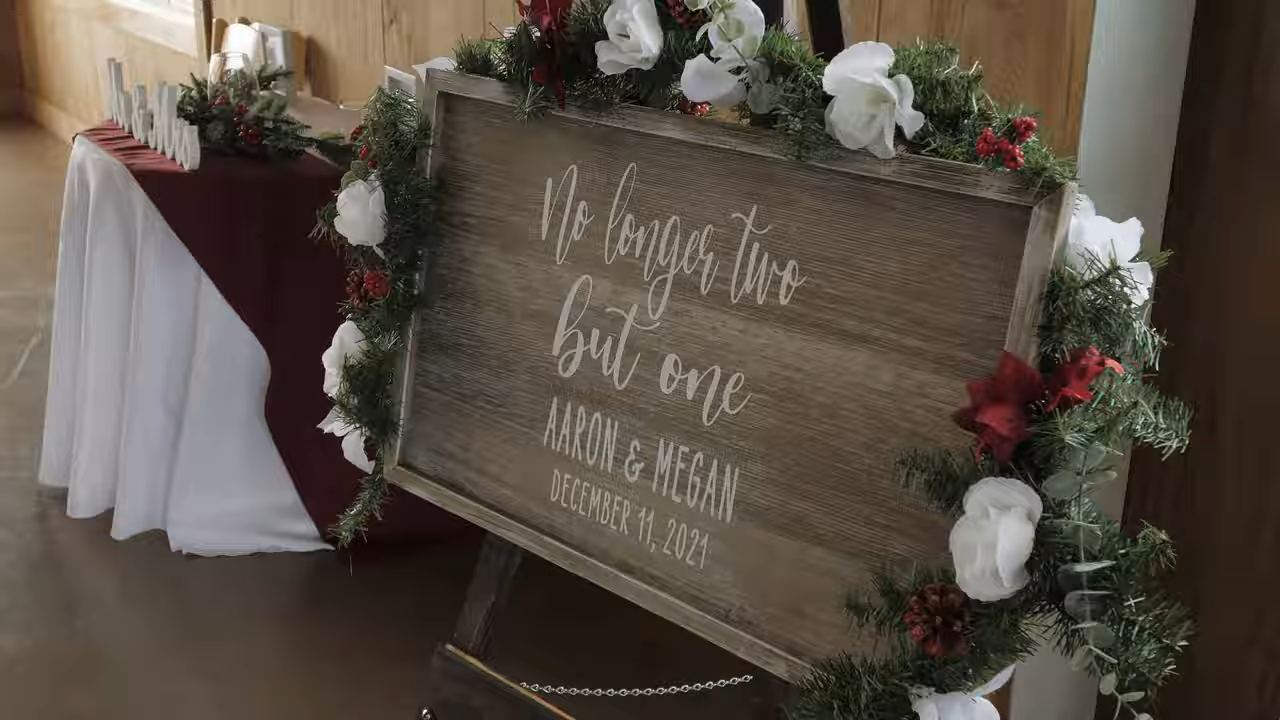 No longer two
but one
AARON & MEGAN
DECEMBER 11, 2021